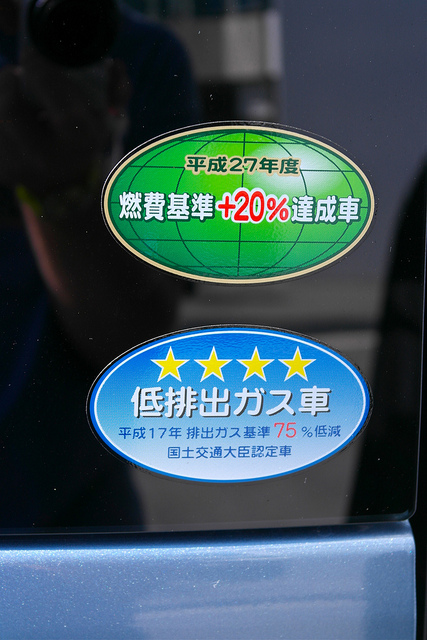 平成27年度
燃費基準+20%達成車
低排出ガス車
平成17年 排出ガス基準 75 %低減
国土交通大臣認定車